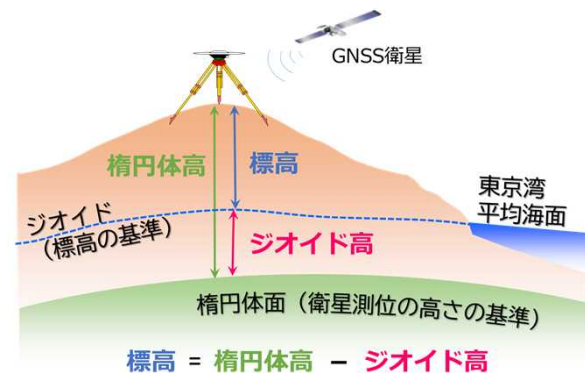 GNSS衛星
楕円体高
標高
東京湾
平均海面
ジオイド
（標高の基準）
ジオイド高
楕円体面（衛星測位の高さの基準）
標高 = 楕円体高 − ジオイド高